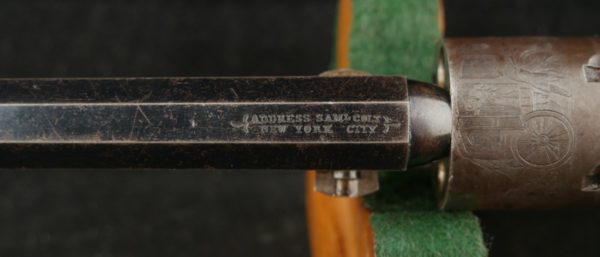 ADDRESS SAML COLT
NEW YORK CITY